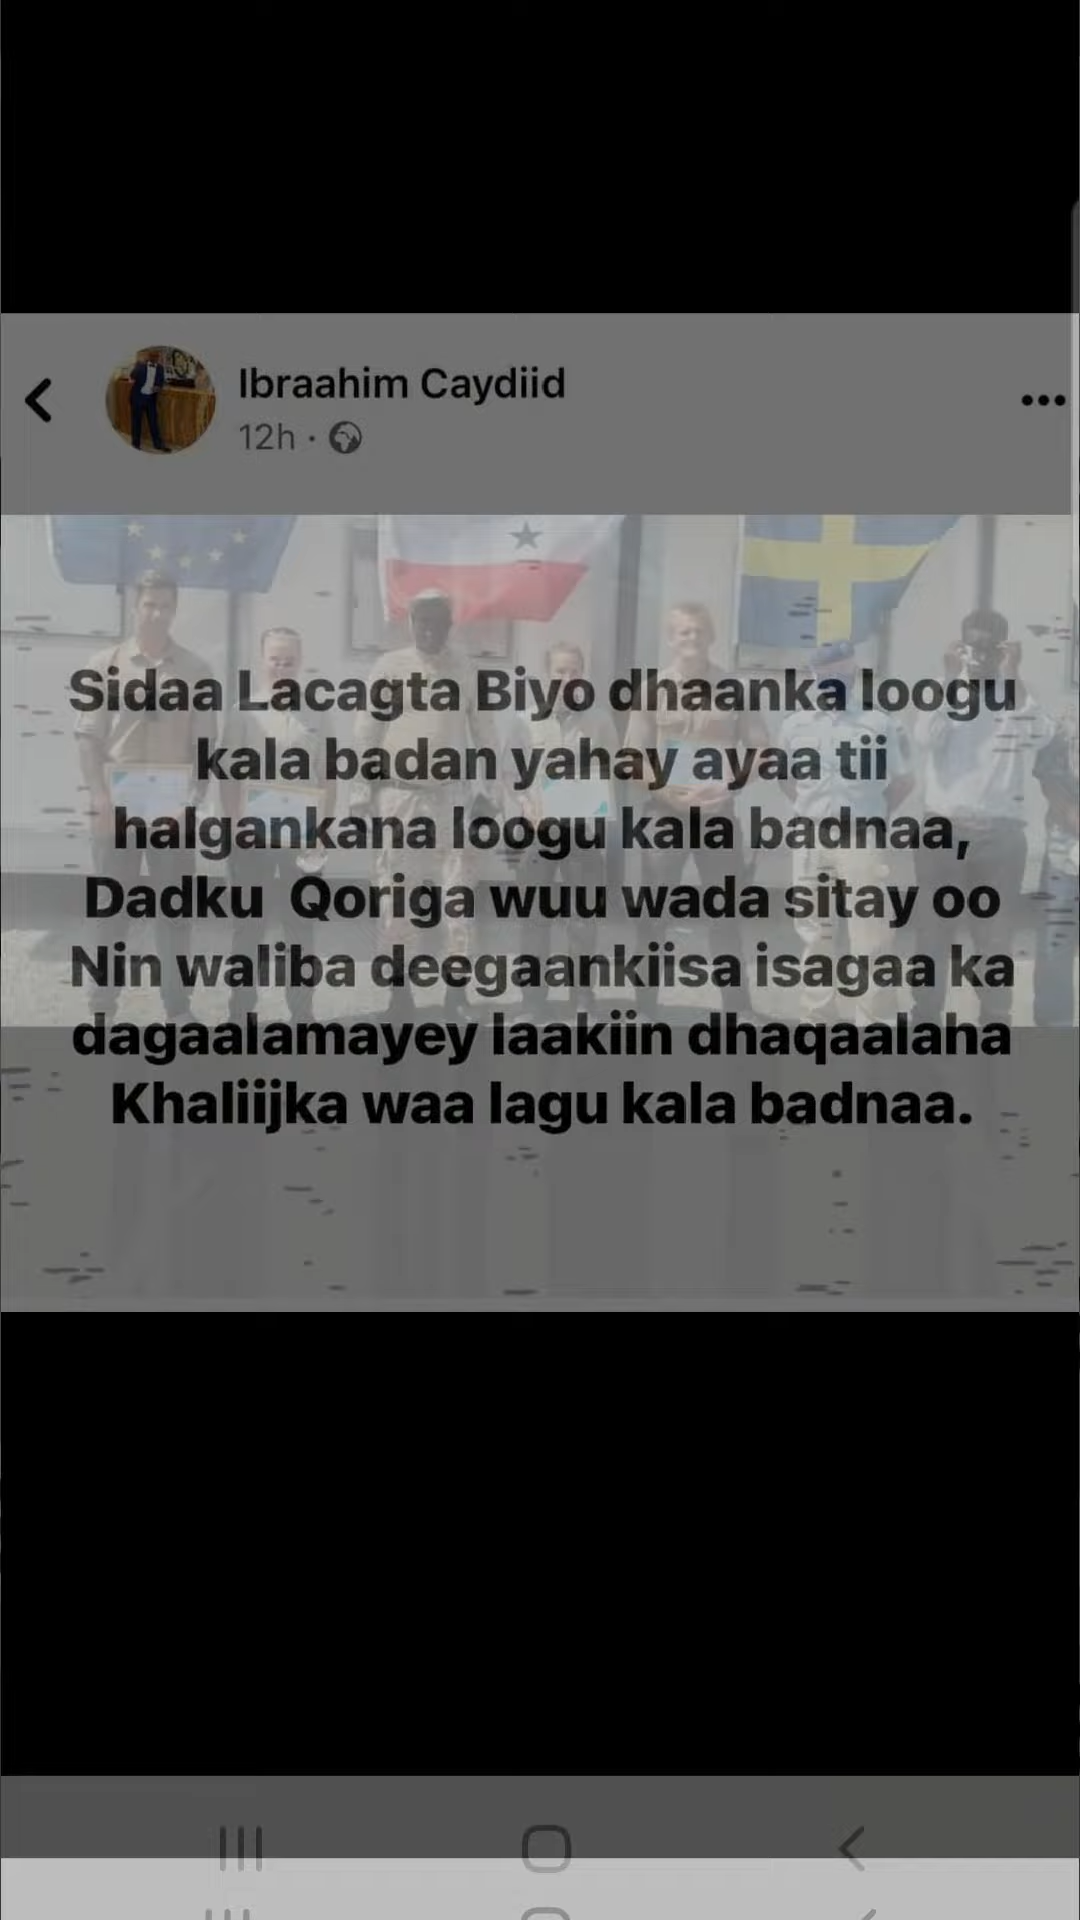 Ibraahim Caydiid
12h ·
Sidaa Lacagta Biyo dhaanka loogu
kala badan yahay ayaa tii
halgankana loogu kala badnaa,
Dadku Qoriga wuu wada sitay oo
Nin waliba deegaankiisa isagaa ka
dagaalamayey laakiin dhaqaalaha
Khaliijka waa lagu kala badnaa.